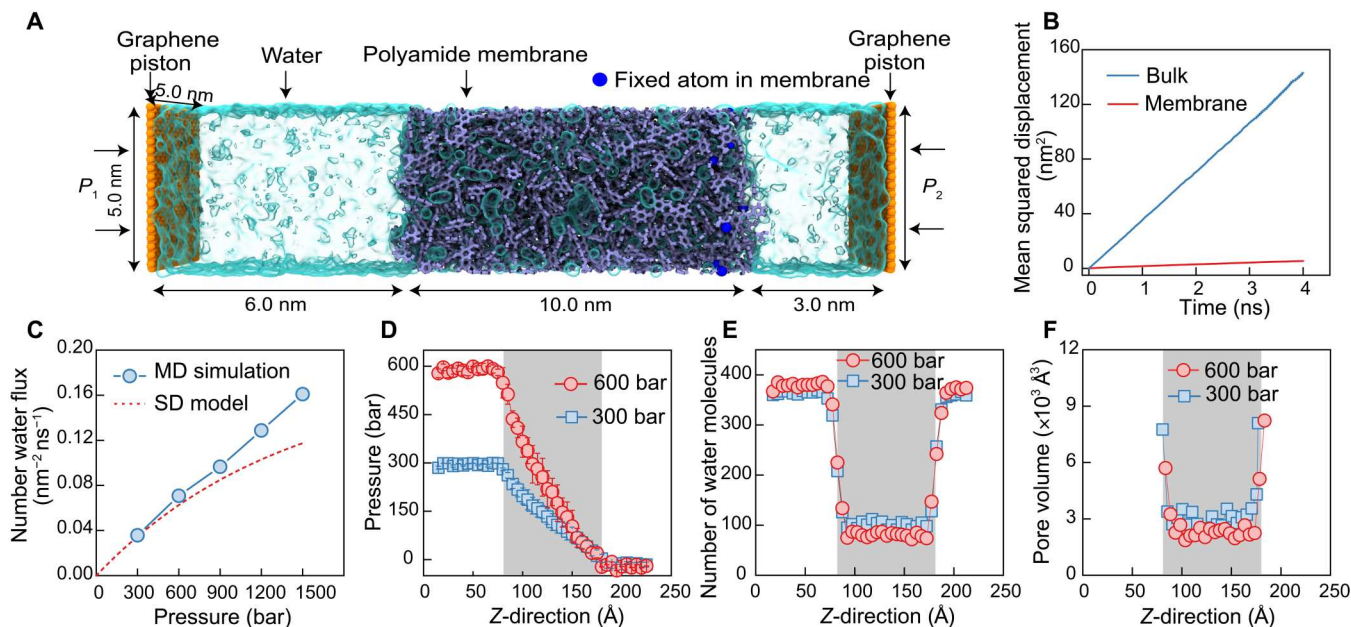 A
Graphene
piston
Water
Polyamide membrane
Fixed atom in membrane
Graphene
piston
5.0 nm
P1
5.0 nm
P2
6.0 nm
10.0 nm
3.0 nm
B
Mean squared displacement
(nm²)
160
120
80
40
0
Bulk
Membrane
0 1 2 3 4
Time (ns)
C
Number water flux
(nm⁻² ns⁻¹)
0.20
0.16
0.12
0.08
0.04
0.00
MD simulation
SD model
300 600 900 1200 1500
Pressure (bar)
D
Pressure (bar)
600
450
300
150
0
600 bar
300 bar
0 50 100 150 200 250
Z-direction (Å)
E
Number of water molecules
400
300
200
100
0
600 bar
300 bar
0 50 100 150 200 250
Z-direction (Å)
F
Pore volume (×10³ Å³)
12
9
6
3
0
600 bar
300 bar
0 50 100 150 200 250
Z-direction (Å)